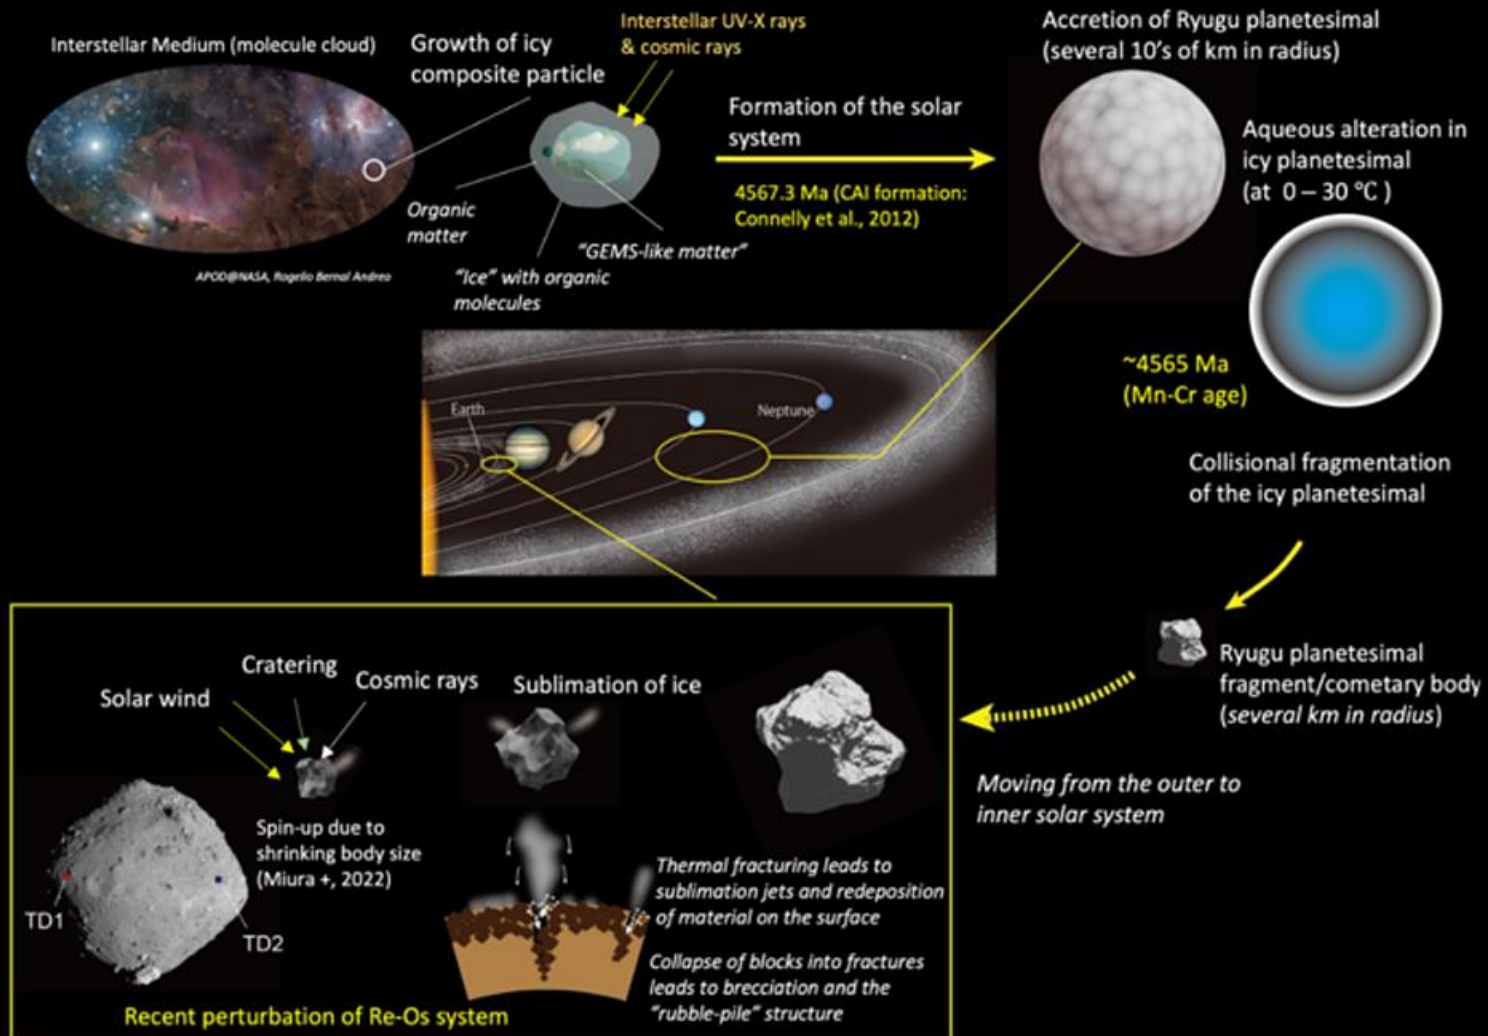 Interstellar Medium (molecule cloud)
Growth of icy
composite particle
Interstellar UV-X rays
& cosmic rays
Organic
matter
"GEMS-like matter"
"Ice" with organic
molecules
APOD@NASA, Rogelio Bernal Andreo
Formation of the solar
system
4567.3 Ma (CAI formation:
Connelly et al., 2012)
Accretion of Ryugu planetesimal
(several 10's of km in radius)
Aqueous alteration in
icy planetesimal
(at 0 – 30 °C )
~4565 Ma
(Mn-Cr age)
Earth
Neptune
Collisional fragmentation
of the icy planetesimal
Ryugu planetesimal
fragment/cometary body
(several km in radius)
Moving from the outer to
inner solar system
Solar wind
Cratering
Cosmic rays
Sublimation of ice
Spin-up due to
shrinking body size
(Miura +, 2022)
TD1
TD2
Thermal fracturing leads to
sublimation jets and redeposition
of material on the surface
Collapse of blocks into fractures
leads to brecciation and the
"rubble-pile" structure
Recent perturbation of Re-Os system